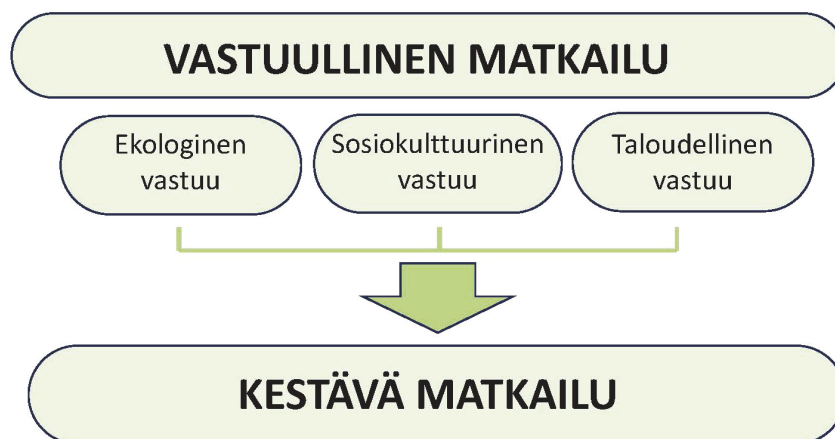 VASTUULLINEN MATKAILU
Ekologinen
vastuu
Sosiokulttuurinen
vastuu
Taloudellinen
vastuu
KESTÄVÄ MATKAILU